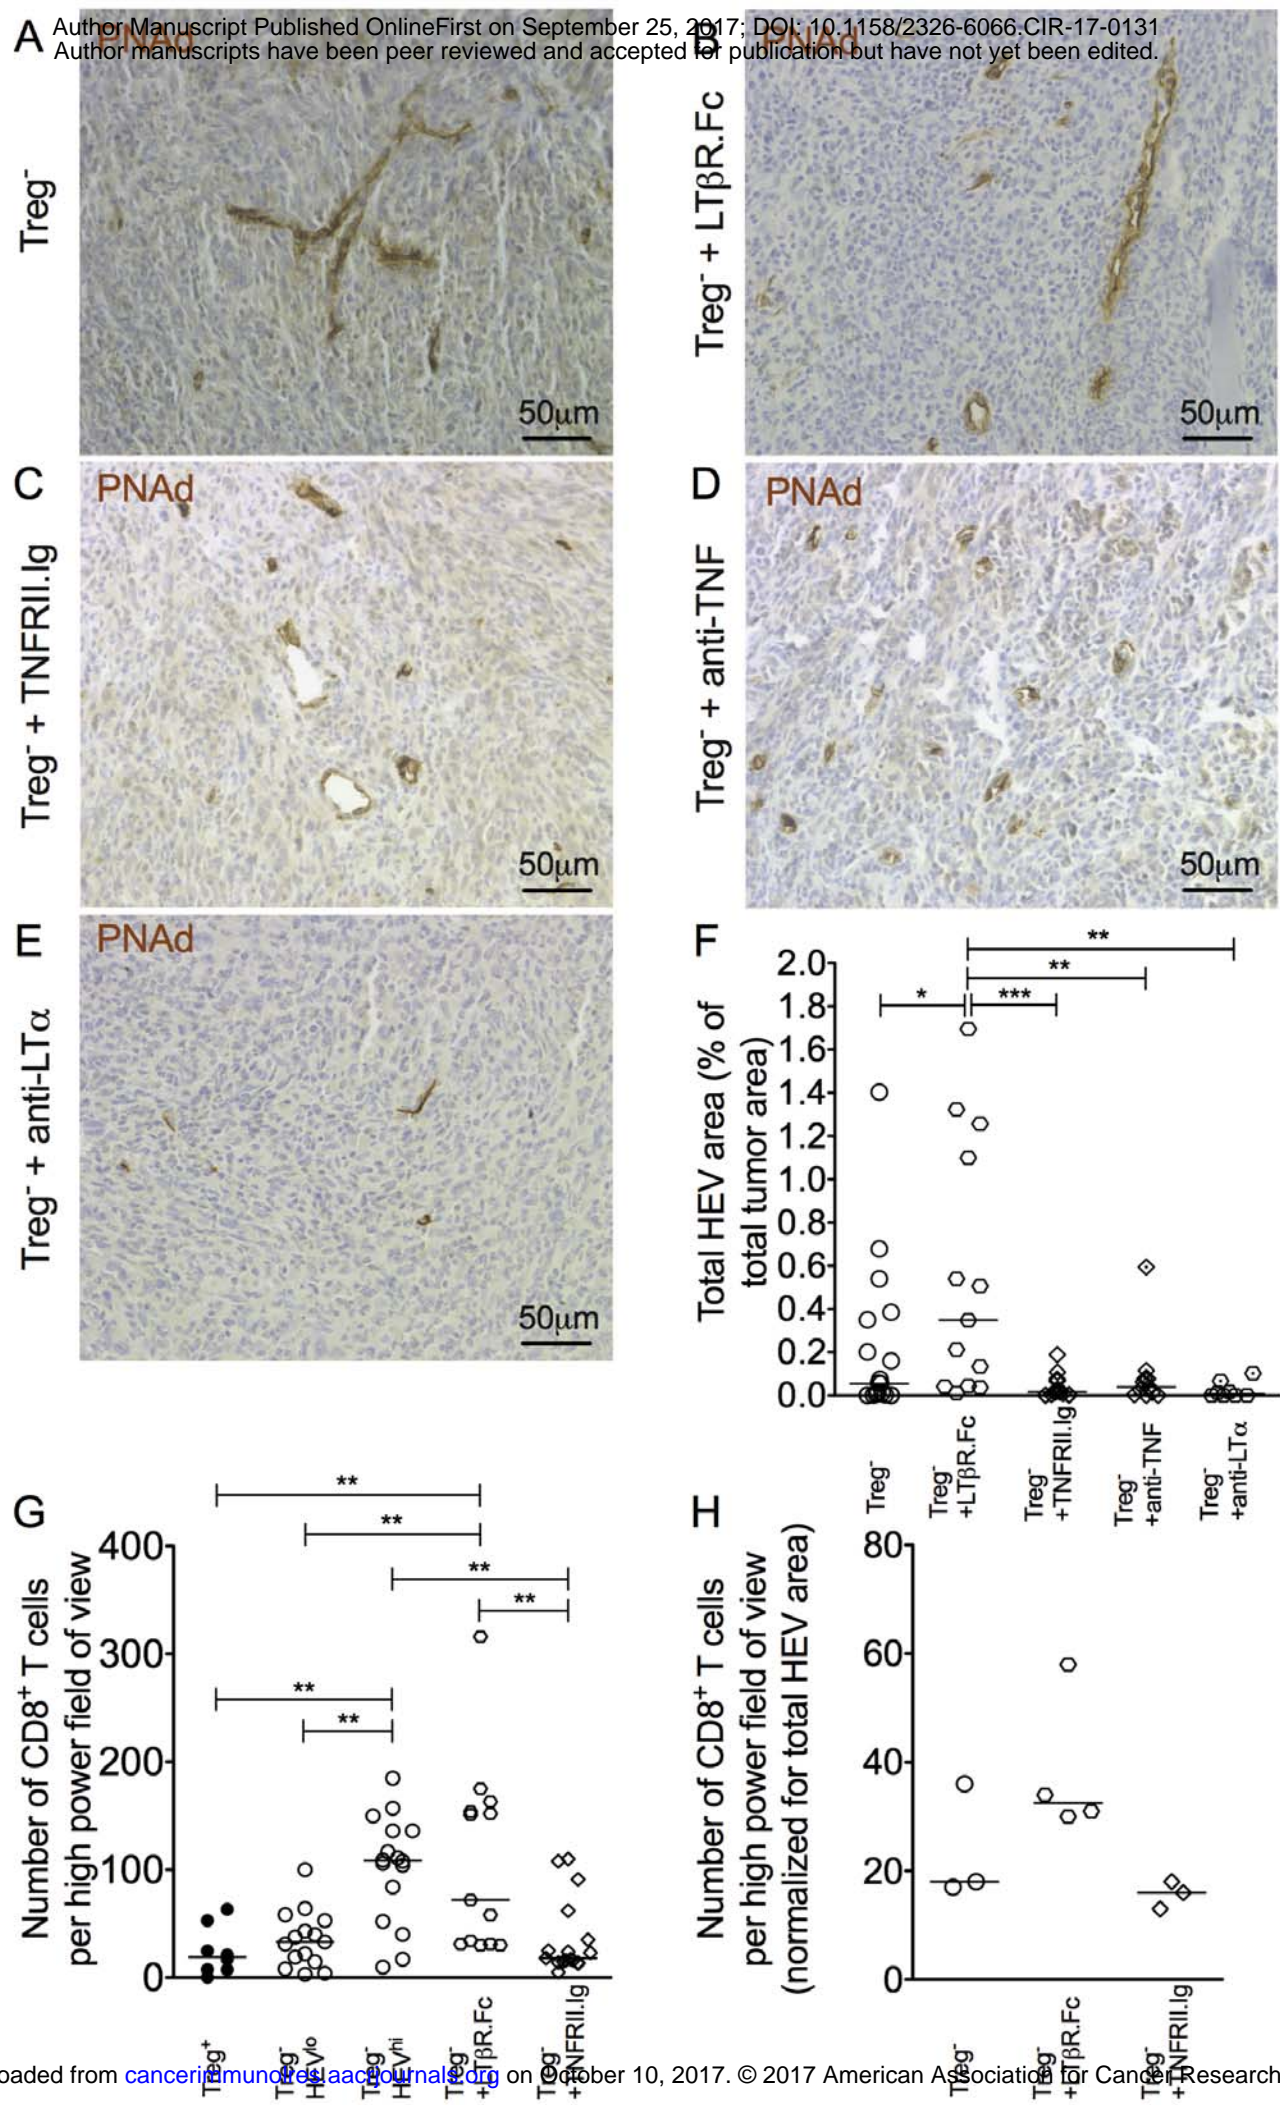 Author Manuscript Published OnlineFirst on September 25, 2017; DOI: 10.1158/2326-6066.CIR-17-0131
Author manuscripts have been peer reviewed and accepted for publication but have not yet been edited.
A
PNAd
Treg⁻
50μm
B
PNAd
Treg⁻ + LTβR.Fc
50μm
C
PNAd
Treg⁻ + TNFRII.Ig
50μm
D
PNAd
Treg⁻ + anti-TNF
50μm
E
PNAd
Treg⁻ + anti-LTα
50μm
F
Total HEV area (% of
total tumor area)
2.0
1.8
1.6
1.4
1.2
1.0
0.8
0.6
0.4
0.2
0.0
**
**
*
***
Treg⁻
Treg⁻
+LTβR.Fc
Treg⁻
+TNFRII.Ig
Treg⁻
+anti-TNF
Treg⁻
+anti-LTα
G
Number of CD8⁺ T cells
per high power field of view
400
300
200
100
0
**
**
**
**
**
**
Treg⁺
Treg⁻
HEVˡᵒ
Treg⁻
HEVʰⁱ
Treg⁻
+LTβR.Fc
Treg⁻
+TNFRII.Ig
H
Number of CD8⁺ T cells
per high power field of view
(normalized for total HEV area)
80
60
40
20
0
Treg⁻
Treg⁻
+LTβR.Fc
Treg⁻
+TNFRII.Ig
oaded from cancerimmunolres.aacrjournals.org on October 10, 2017. © 2017 American Association for Cancer Research